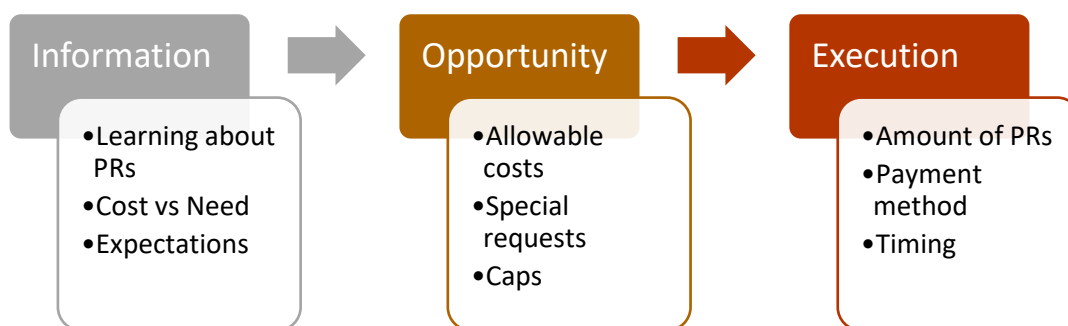 Information
•Learning about
PRs
•Cost vs Need
•Expectations
Opportunity
•Allowable
costs
•Special
requests
•Caps
Execution
•Amount of PRs
•Payment
method
•Timing